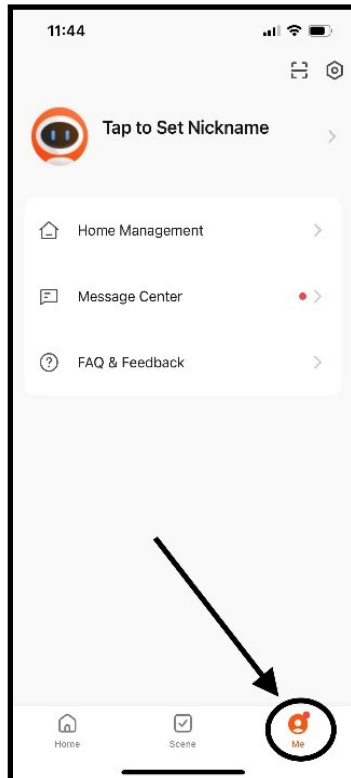 11:44
Tap to Set Nickname
Home Management
Message Center
FAQ & Feedback
Home Scene Me